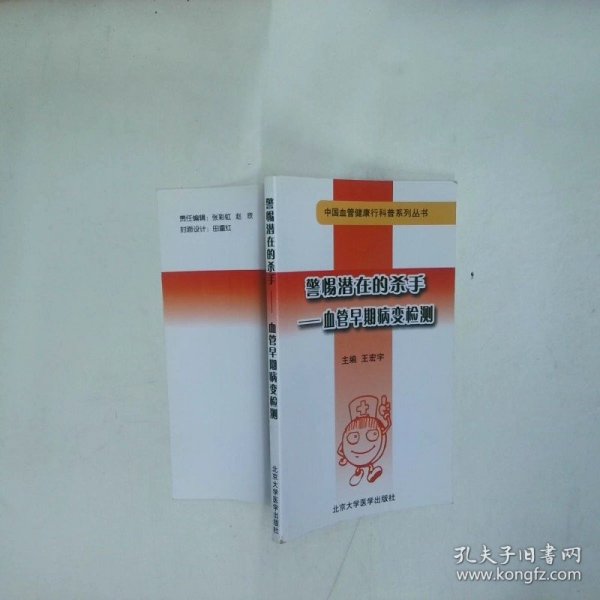 责任编辑：张彩虹 赵 欣
封面设计：田重红
警惕潜在的杀手——血管早期病变检测
北京大学医学出版社
中国血管健康行科普系列丛书
警惕潜在的杀手
——血管早期病变检测
主编 王宏宇
北京大学医学出版社
孔夫子旧书网
www.kongfz.com